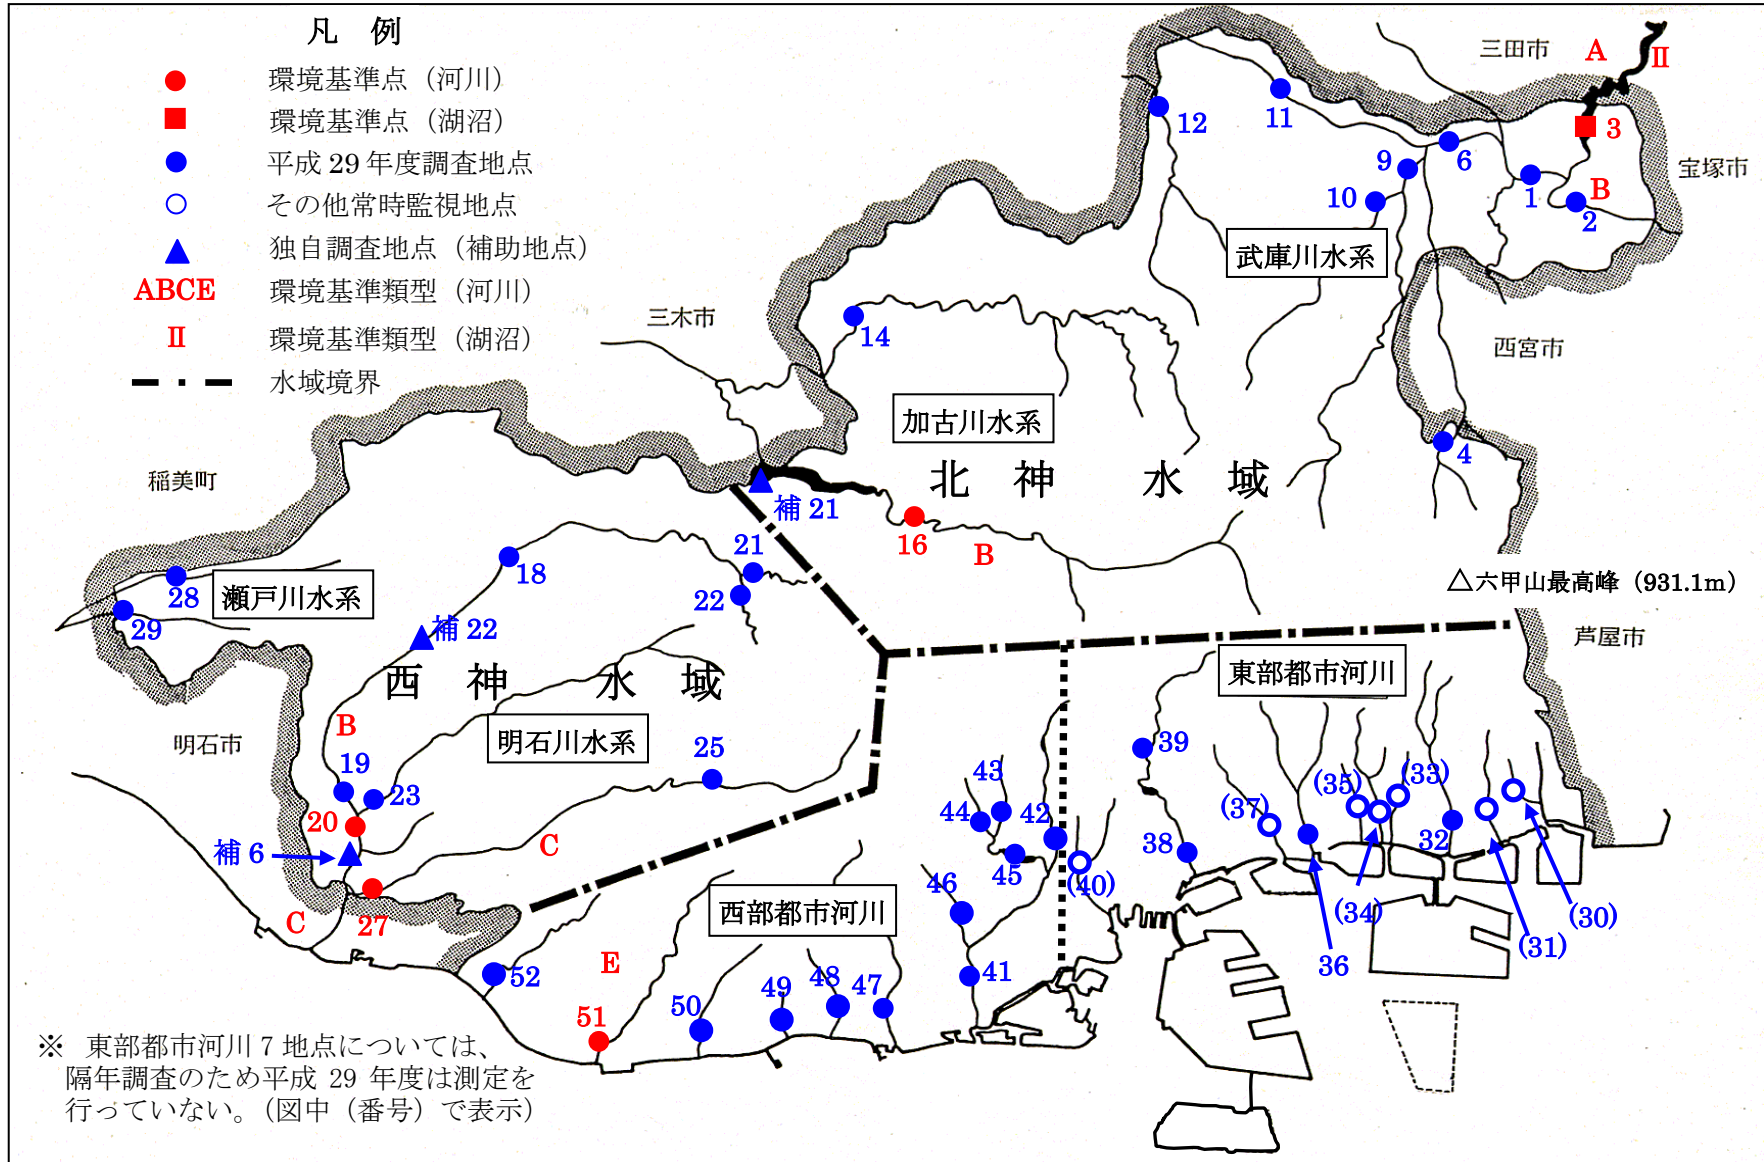 凡 例
環境基準点（河川）
環境基準点（湖沼）
平成 29 年度調査地点
その他常時監視地点
独自調査地点（補助地点）
ABCE 環境基準類型（河川）
Ⅱ 環境基準類型（湖沼）
水域境界
三田市
A
Ⅱ
3
宝塚市
12
11
6
9
10
1
B
2
武庫川水系
三木市
14
西宮市
加古川水系
4
北 神 水 域
稲美町
補 21
16
B
21
18
22
28
瀬戸川水系
29
補 22
△六甲山最高峰（931.1m）
芦屋市
西 神 水 域
東部都市河川
B
明石川水系
明石市
25
39
19
23
20
補 6
C
43
44
42
45
(40)
(37)
(35)
(33)
38
32
36
(34)
(31)
(30)
46
西部都市河川
27
C
52
E
51
50
49
48
47
41
※ 東部都市河川 7 地点については、
隔年調査のため平成 29 年度は測定を
行っていない。（図中（番号）で表示）